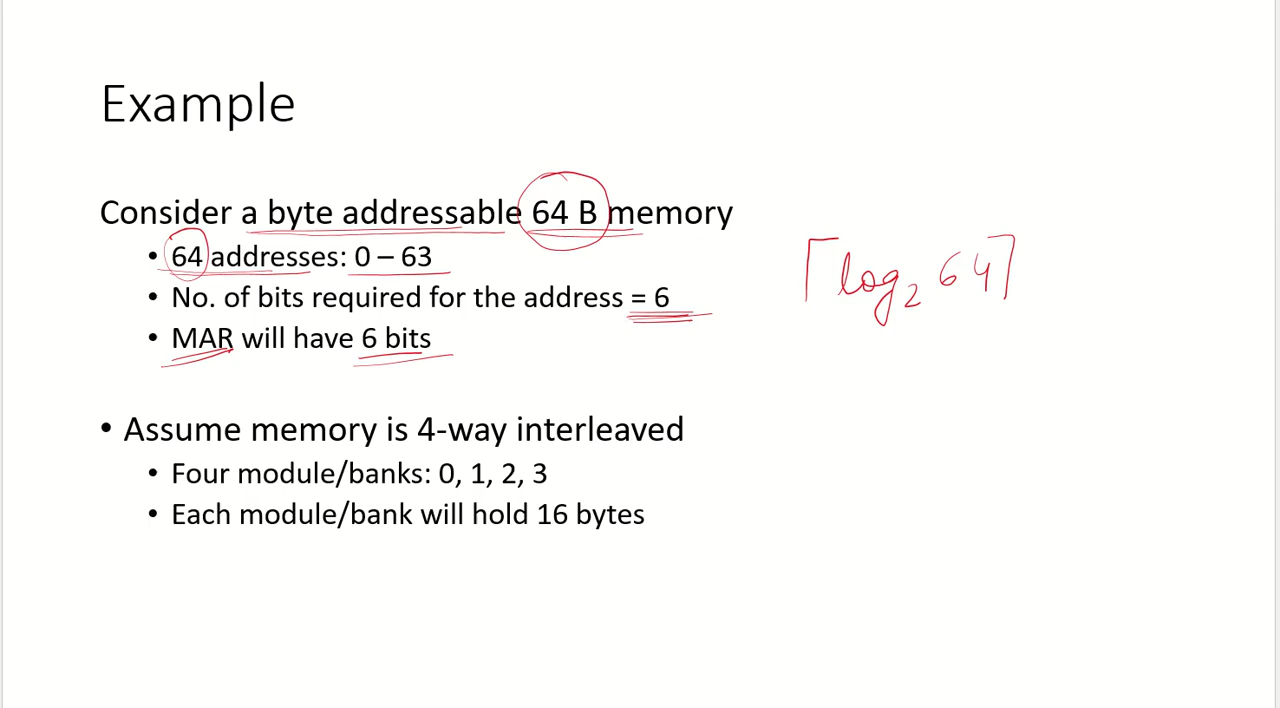 Example
Consider a byte addressable 64 B memory
• 64 addresses: 0 – 63
• No. of bits required for the address = 6
• MAR will have 6 bits
⌈log₂ 64⌉
• Assume memory is 4-way interleaved
• Four module/banks: 0, 1, 2, 3
• Each module/bank will hold 16 bytes